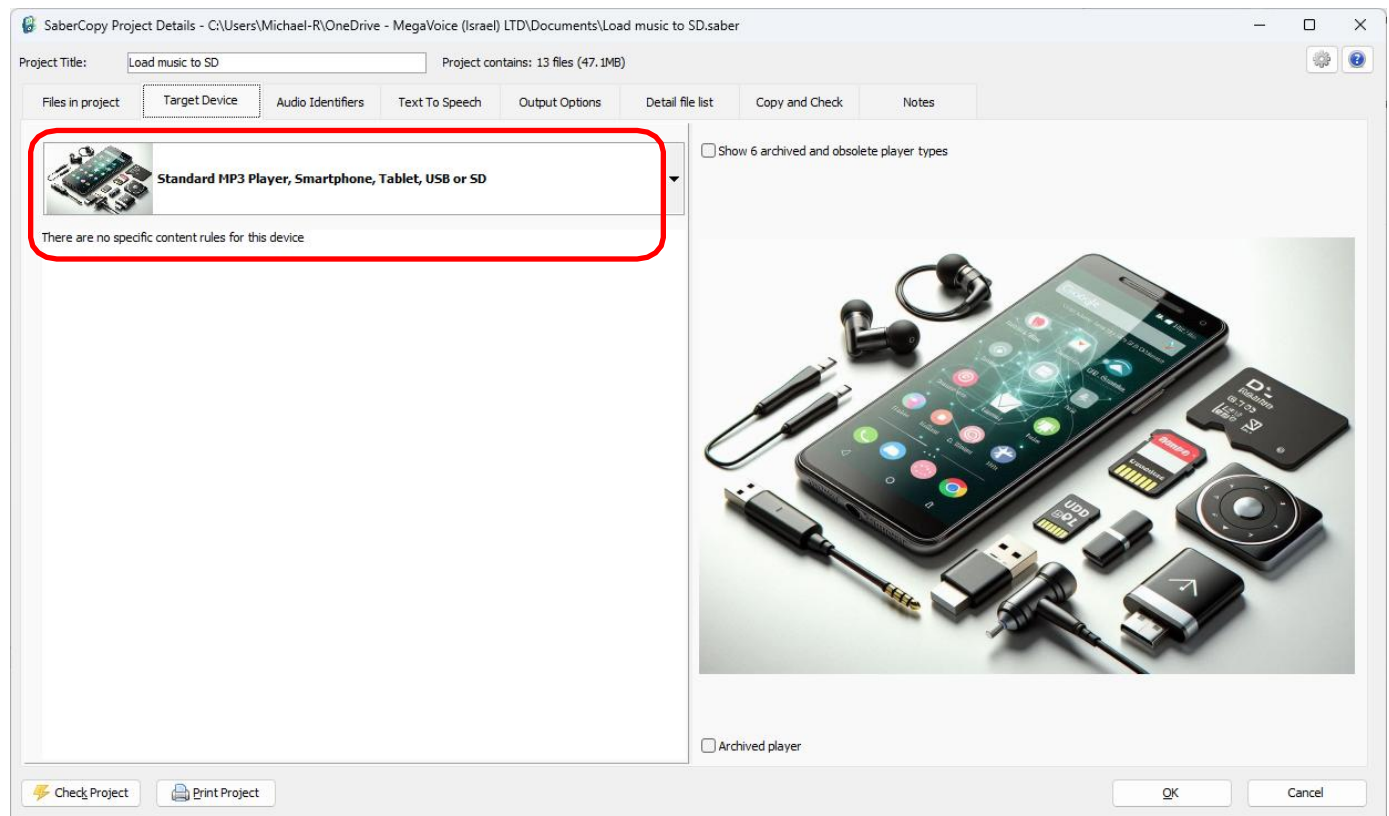 SaberCopy Project Details - C:\Users\Michael-R\OneDrive - MegaVoice (Israel) LTD\Documents\Load music to SD.saber
Project Title: Load music to SD Project contains: 13 files (47.1MB)
Files in project Target Device Audio Identifiers Text To Speech Output Options Detail file list Copy and Check Notes
Standard MP3 Player, Smartphone, Tablet, USB or SD
There are no specific content rules for this device
Show 6 archived and obsolete player types
Archived player
Check Project Print Project OK Cancel